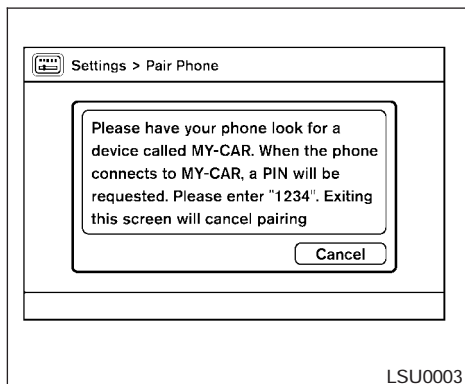 Settings > Pair Phone
Please have your phone look for a
device called MY-CAR. When the phone
connects to MY-CAR, a PIN will be
requested. Please enter "1234". Exiting
this screen will cancel pairing
Cancel
LSU0003